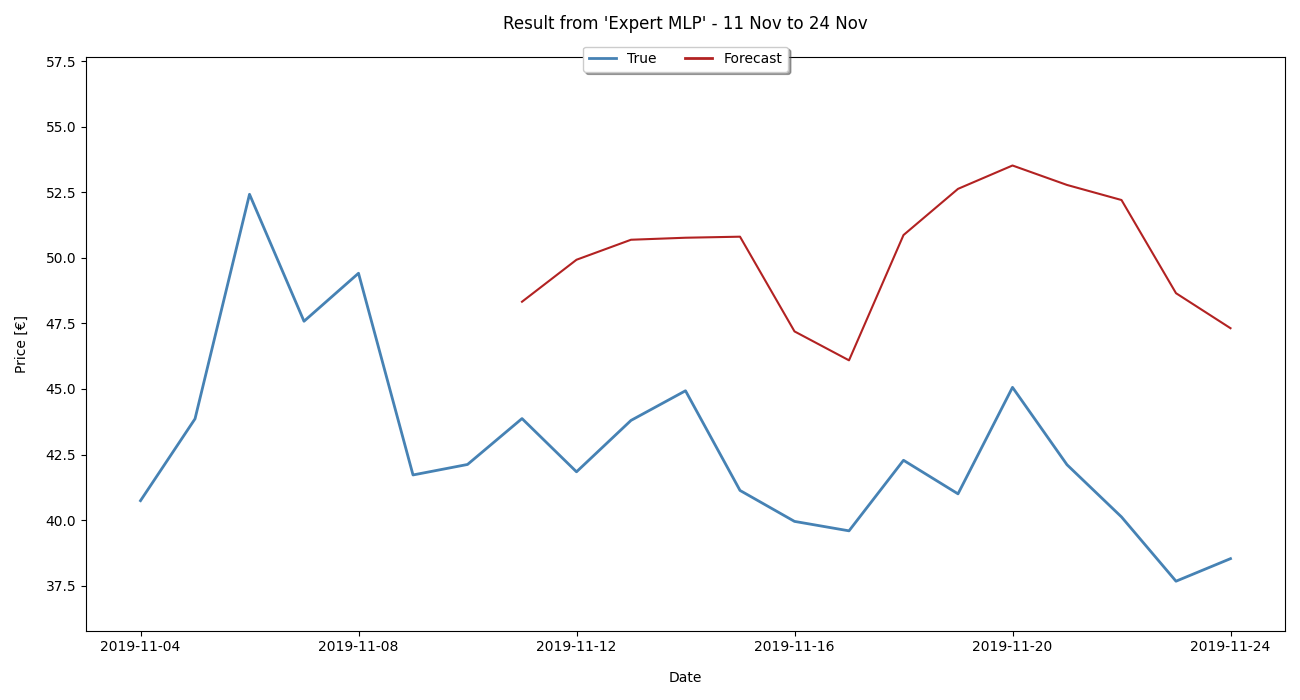 Result from 'Expert MLP' - 11 Nov to 24 Nov
True Forecast
57.5
55.0
52.5
50.0
47.5
45.0
42.5
40.0
37.5
Price [€]
2019-11-04 2019-11-08 2019-11-12 2019-11-16 2019-11-20 2019-11-24
Date